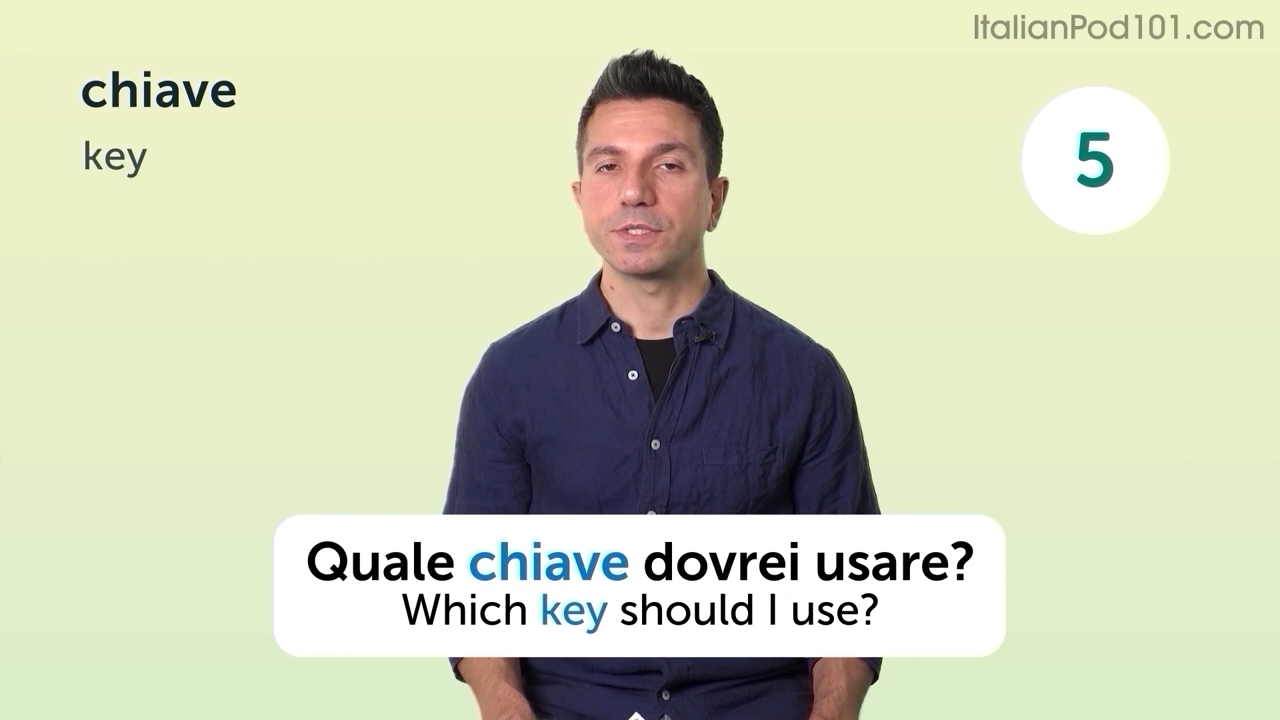 ItalianPod101.com
chiave
key
5
Quale chiave dovrei usare?
Which key should I use?